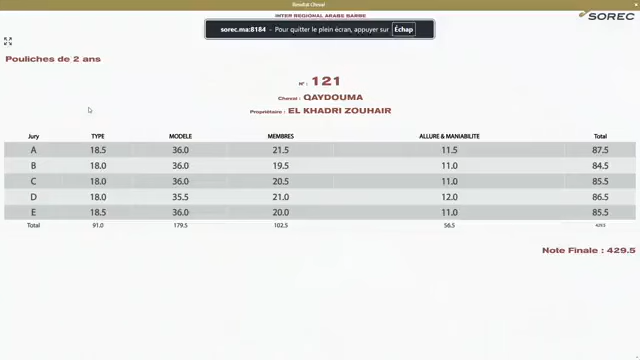 Resultat Cheval
INTER REGIONAL ARABE BARBE
SOREC
sorec.ma:8184 - Pour quitter le plein écran, appuyer sur Échap
Pouliches de 2 ans
N° : 121
Cheval : QAYDOUMA
Propriétaire : EL KHADRI ZOUHAIR
Jury TYPE MODELE MEMBRES ALLURE & MANIABILITE Total
A 18.5 36.0 21.5 11.5 87.5
B 18.0 36.0 19.5 11.0 84.5
C 18.0 36.0 20.5 11.0 85.5
D 18.0 35.5 21.0 12.0 86.5
E 18.5 36.0 20.0 11.0 85.5
Total 91.0 179.5 102.5 56.5
Note Finale : 429.5